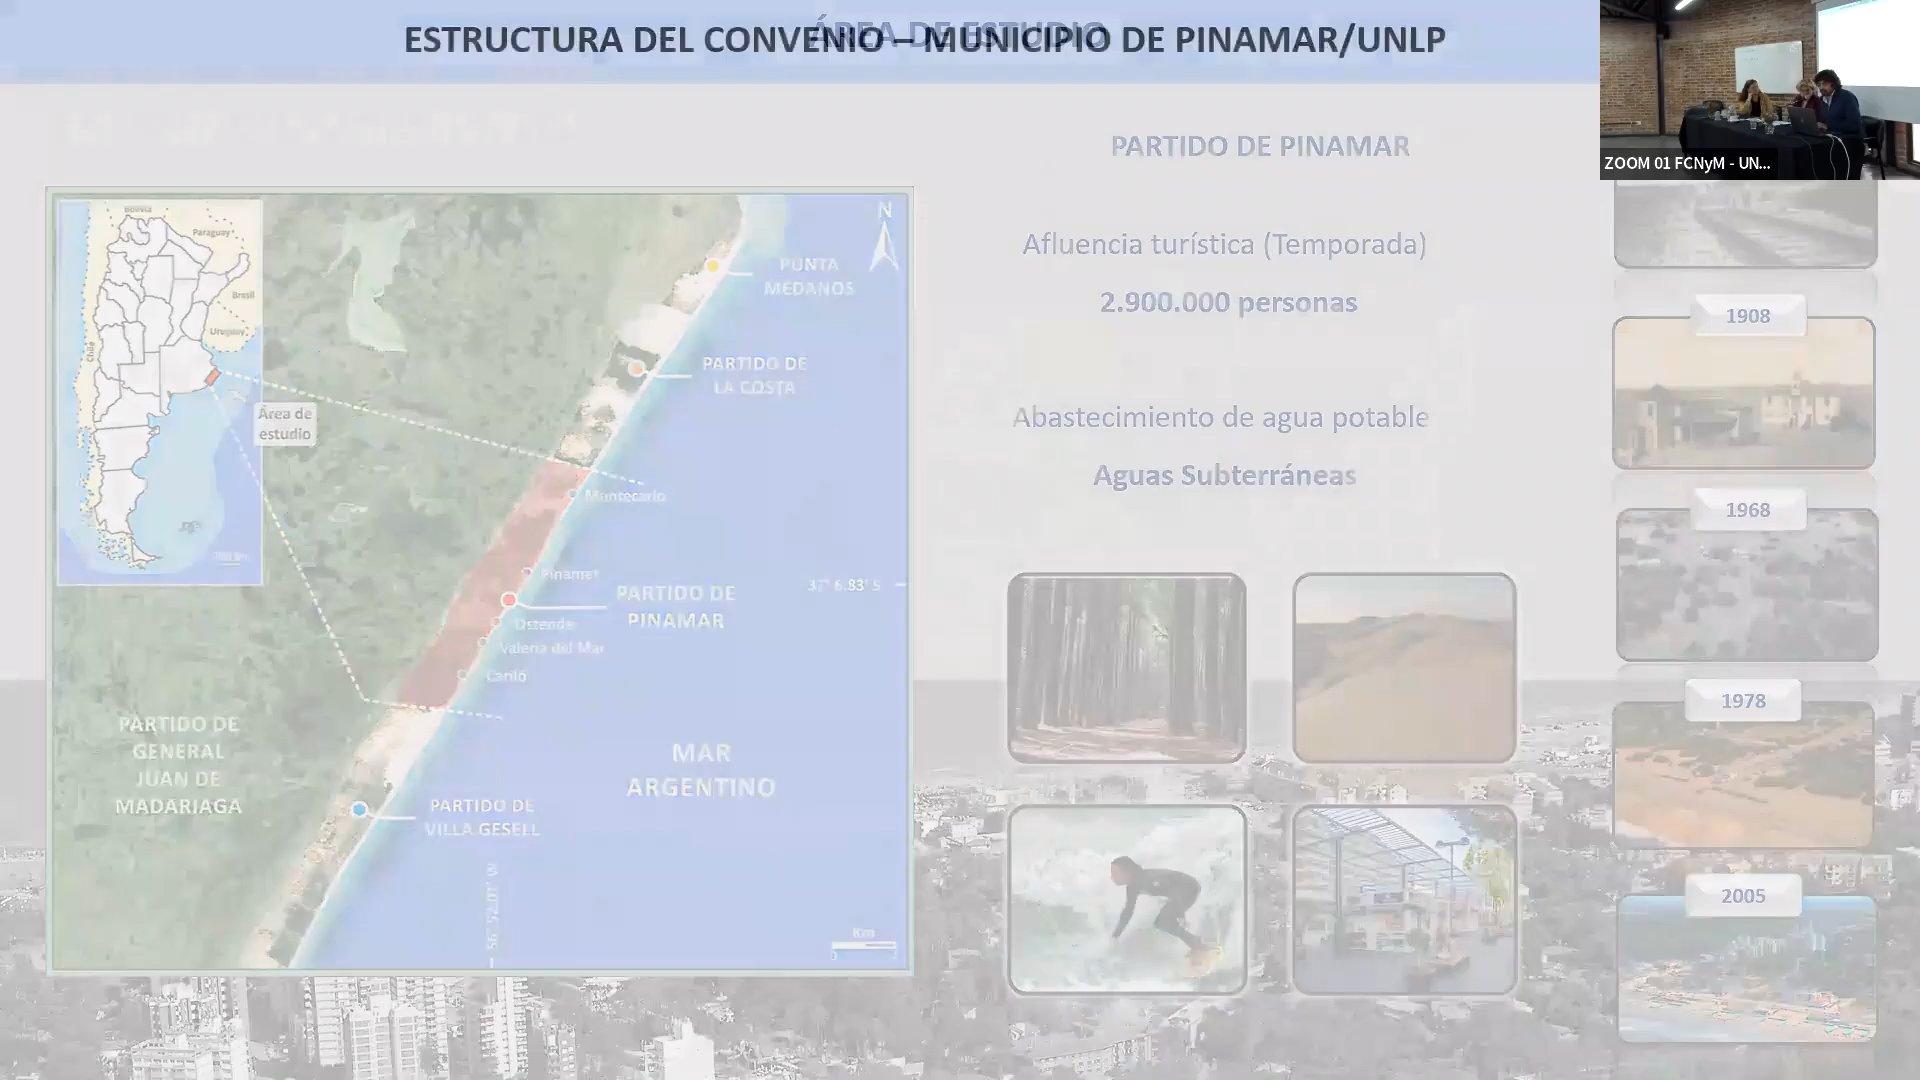 ESTRUCTURA DEL CONVENIO – MUNICIPIO DE PINAMAR/UNLP
ÁREA DE ESTUDIO
ZOOM 01 FCNyM - UN...
PARTIDO DE PINAMAR
Afluencia turística (Temporada)
2.900.000 personas
Abastecimiento de agua potable
Aguas Subterráneas
Paraguay
Brasil
Uruguay
Chile
Área de
estudio
N
PUNTA
MEDANOS
PARTIDO DE
LA COSTA
Montecarlo
Pinamar
PARTIDO DE
PINAMAR
37° 6.83' S
Ostende
Valeria del Mar
Cariló
PARTIDO DE
GENERAL
JUAN DE
MADARIAGA
MAR
ARGENTINO
PARTIDO DE
VILLA GESELL
Km
0
1908
1968
1978
2005